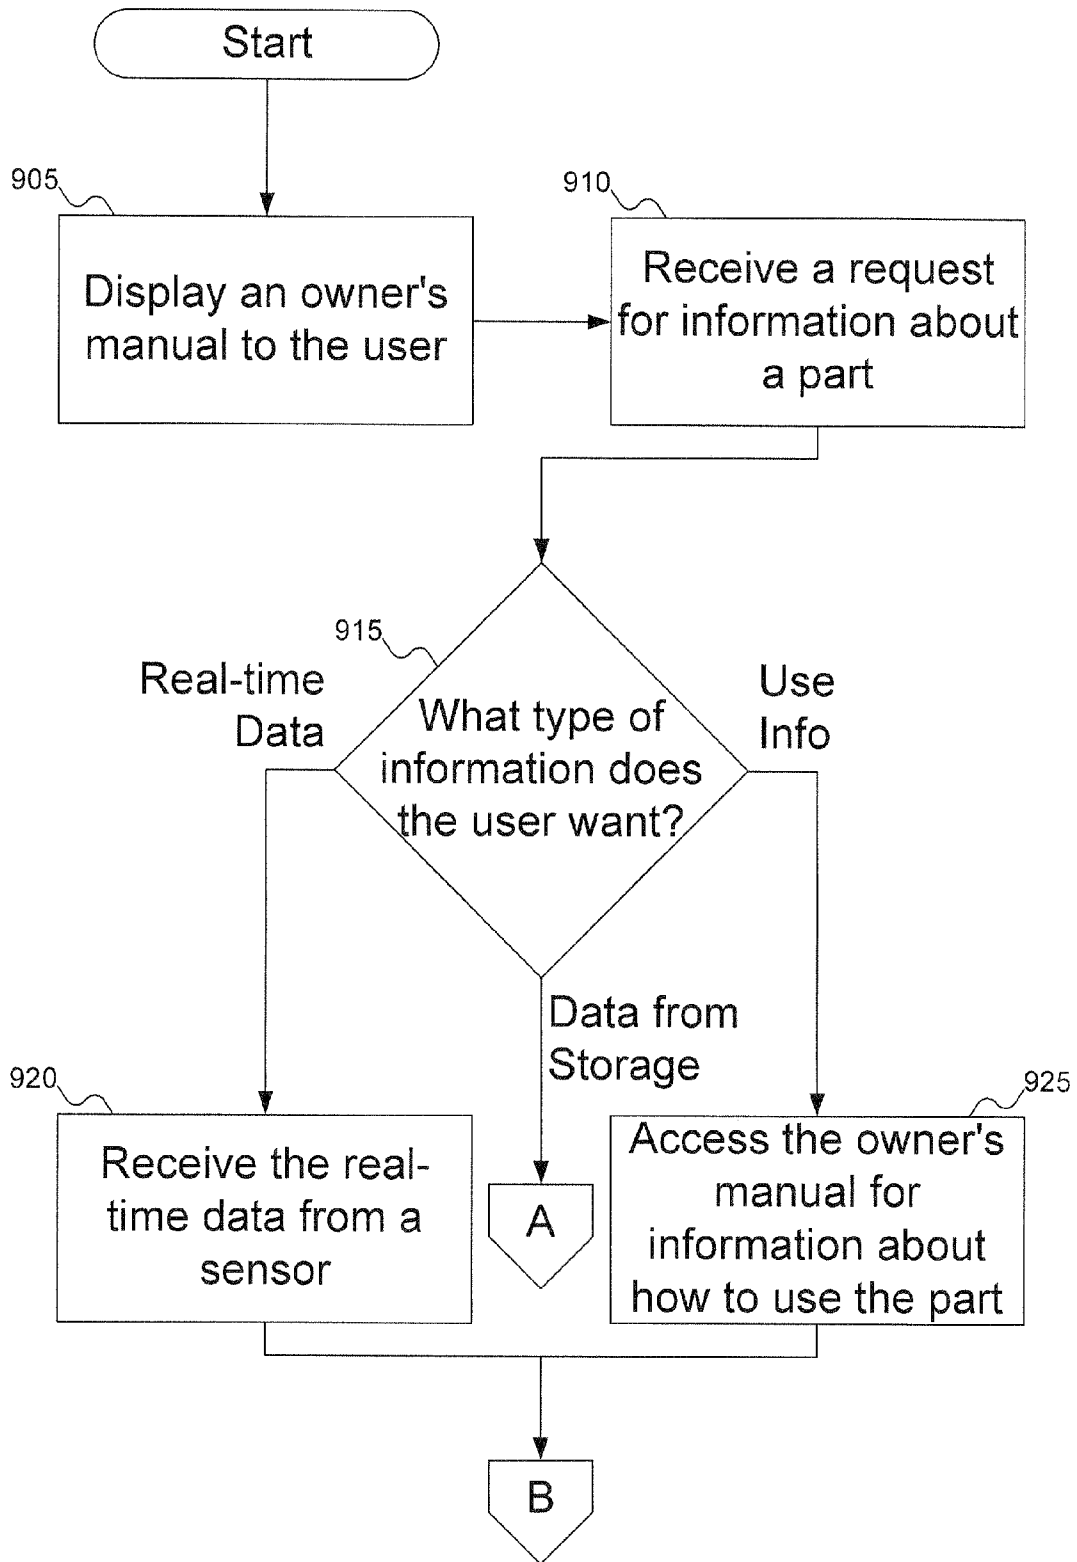 Start
905
Display an owner's
manual to the user
910
Receive a request
for information about
a part
915
Real-time
Data
What type of
information does
the user want?
Use
Info
Data from
Storage
920
Receive the real-
time data from a
sensor
A
925
Access the owner's
manual for
information about
how to use the part
B